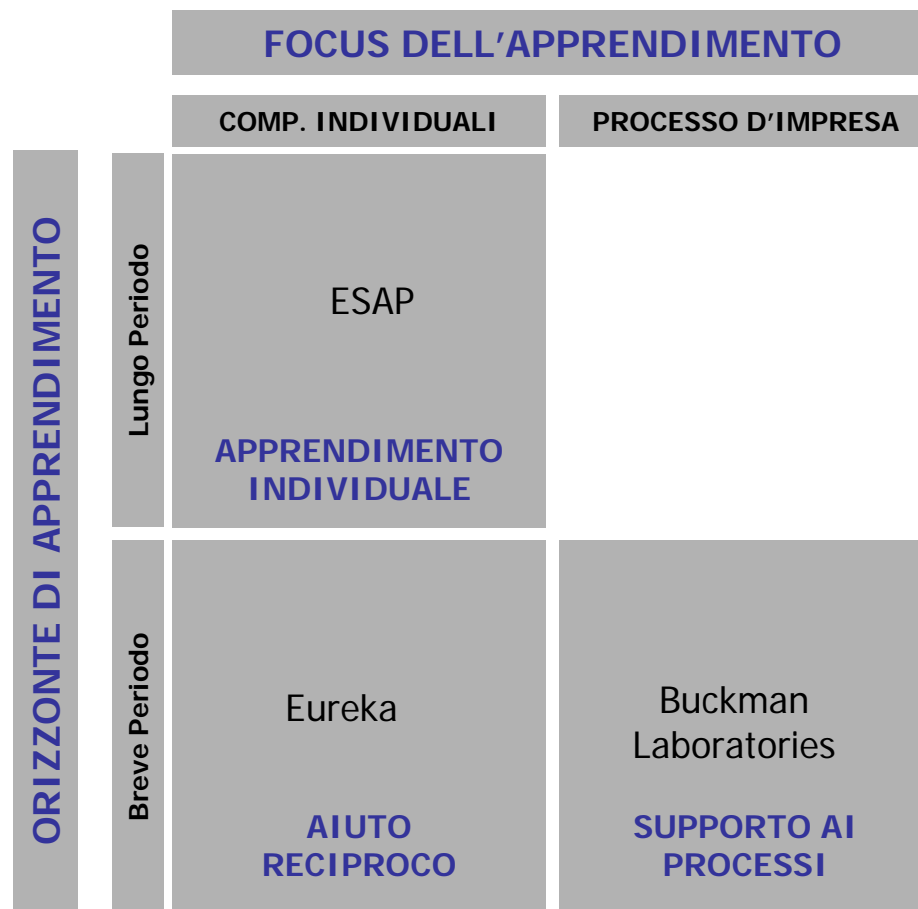 FOCUS DELL’APPRENDIMENTO
COMP. INDIVIDUALI
PROCESSO D’IMPRESA
ORIZZONTE DI APPRENDIMENTO
Lungo Periodo
ESAP
APPRENDIMENTO
INDIVIDUALE
Breve Periodo
Eureka
AIUTO
RECIPROCO
Buckman
Laboratories
SUPPORTO AI
PROCESSI